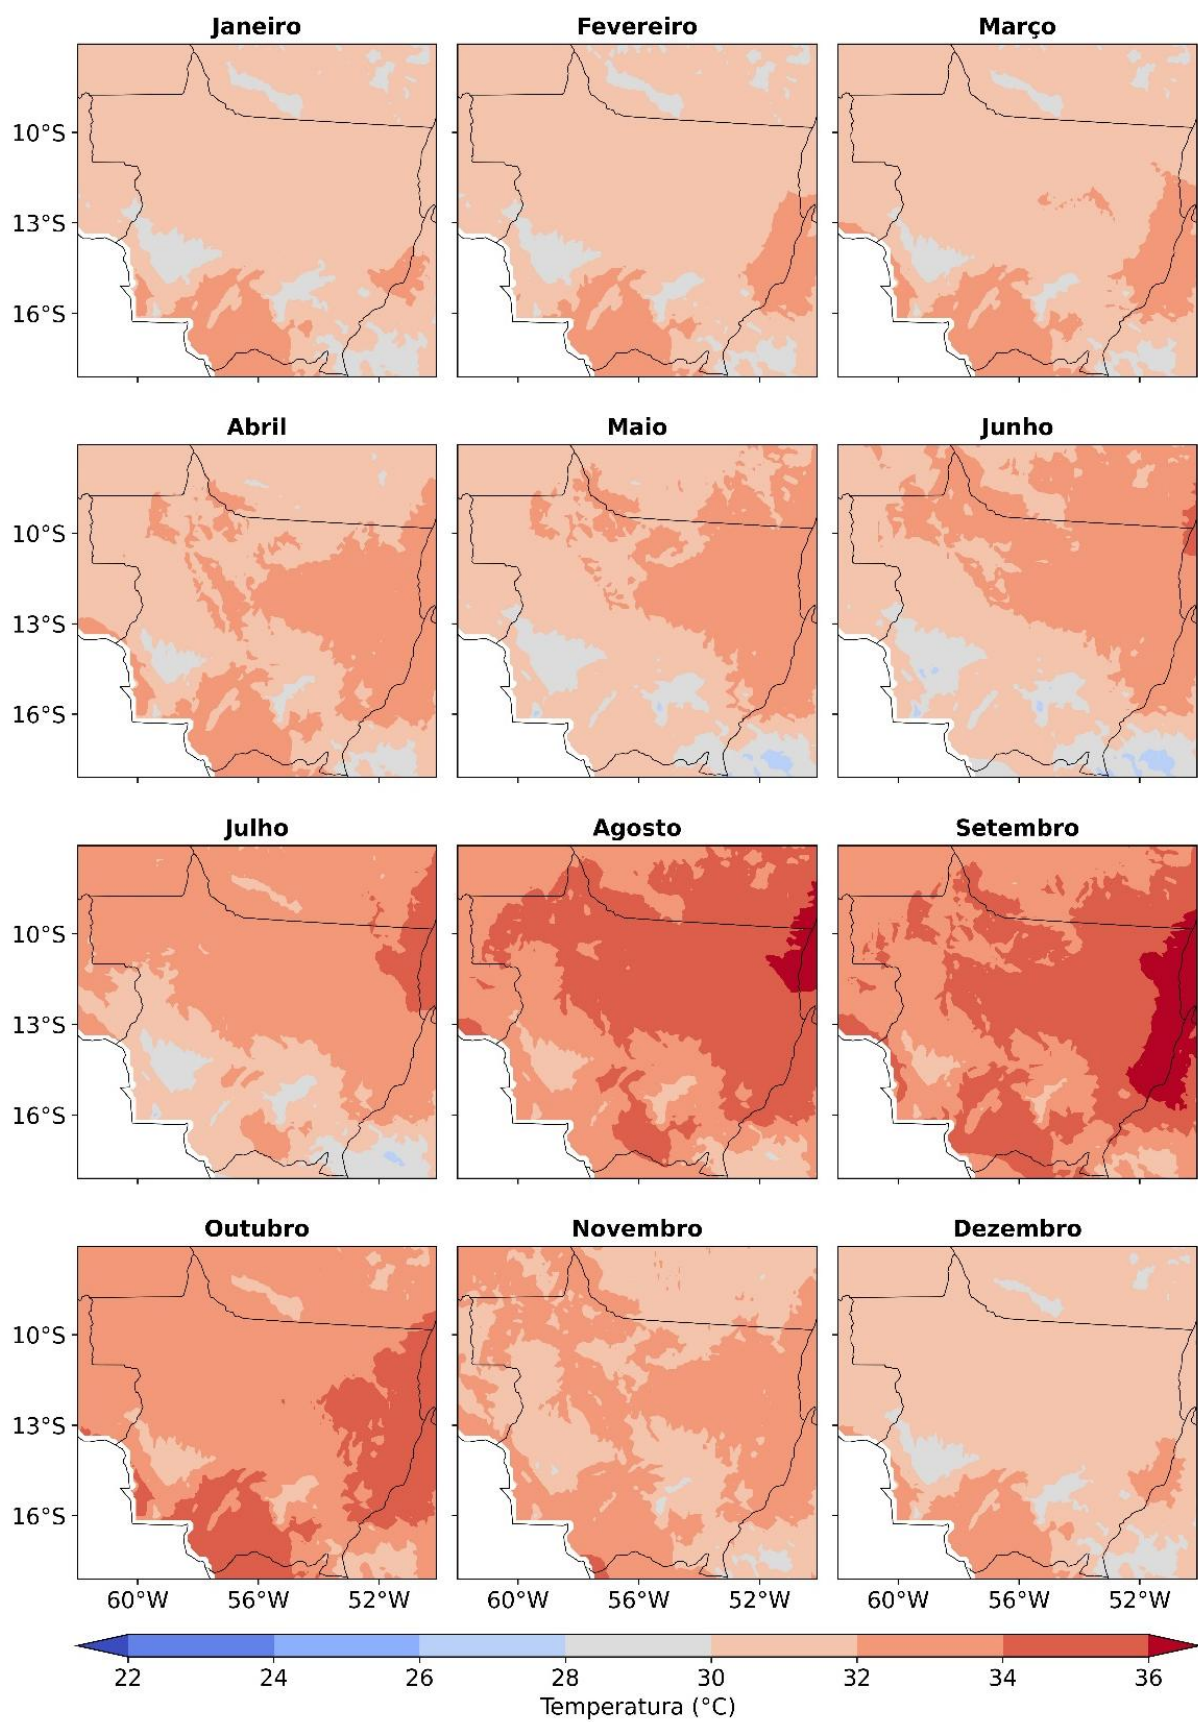 Janeiro Fevereiro Março
10°S
13°S
16°S
Abril Maio Junho
10°S
13°S
16°S
Julho Agosto Setembro
10°S
13°S
16°S
Outubro Novembro Dezembro
10°S
13°S
16°S
60°W 56°W 52°W 60°W 56°W 52°W 60°W 56°W 52°W
22 24 26 28 30 32 34 36
Temperatura (°C)